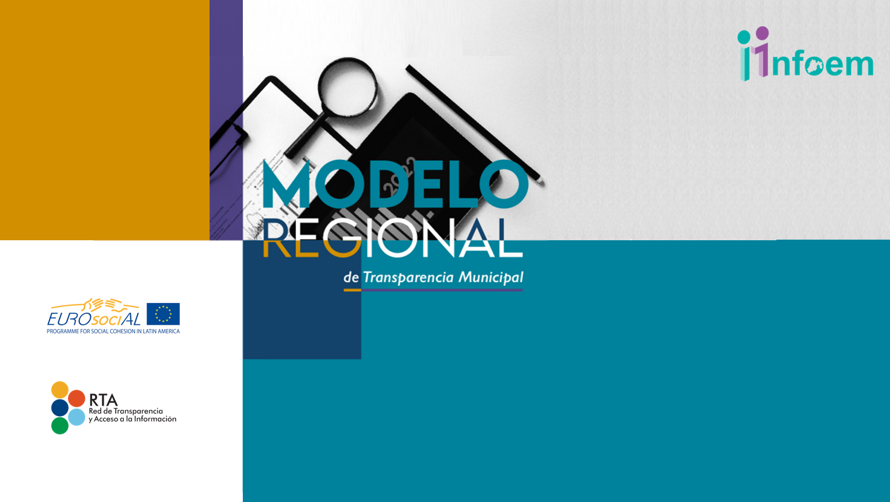 infoem
2022
MODELO
REGIONAL
de Transparencia Municipal
EUROsociAL
PROGRAMME FOR SOCIAL COHESION IN LATIN AMERICA
RTA
Red de Transparencia
y Acceso a la Información